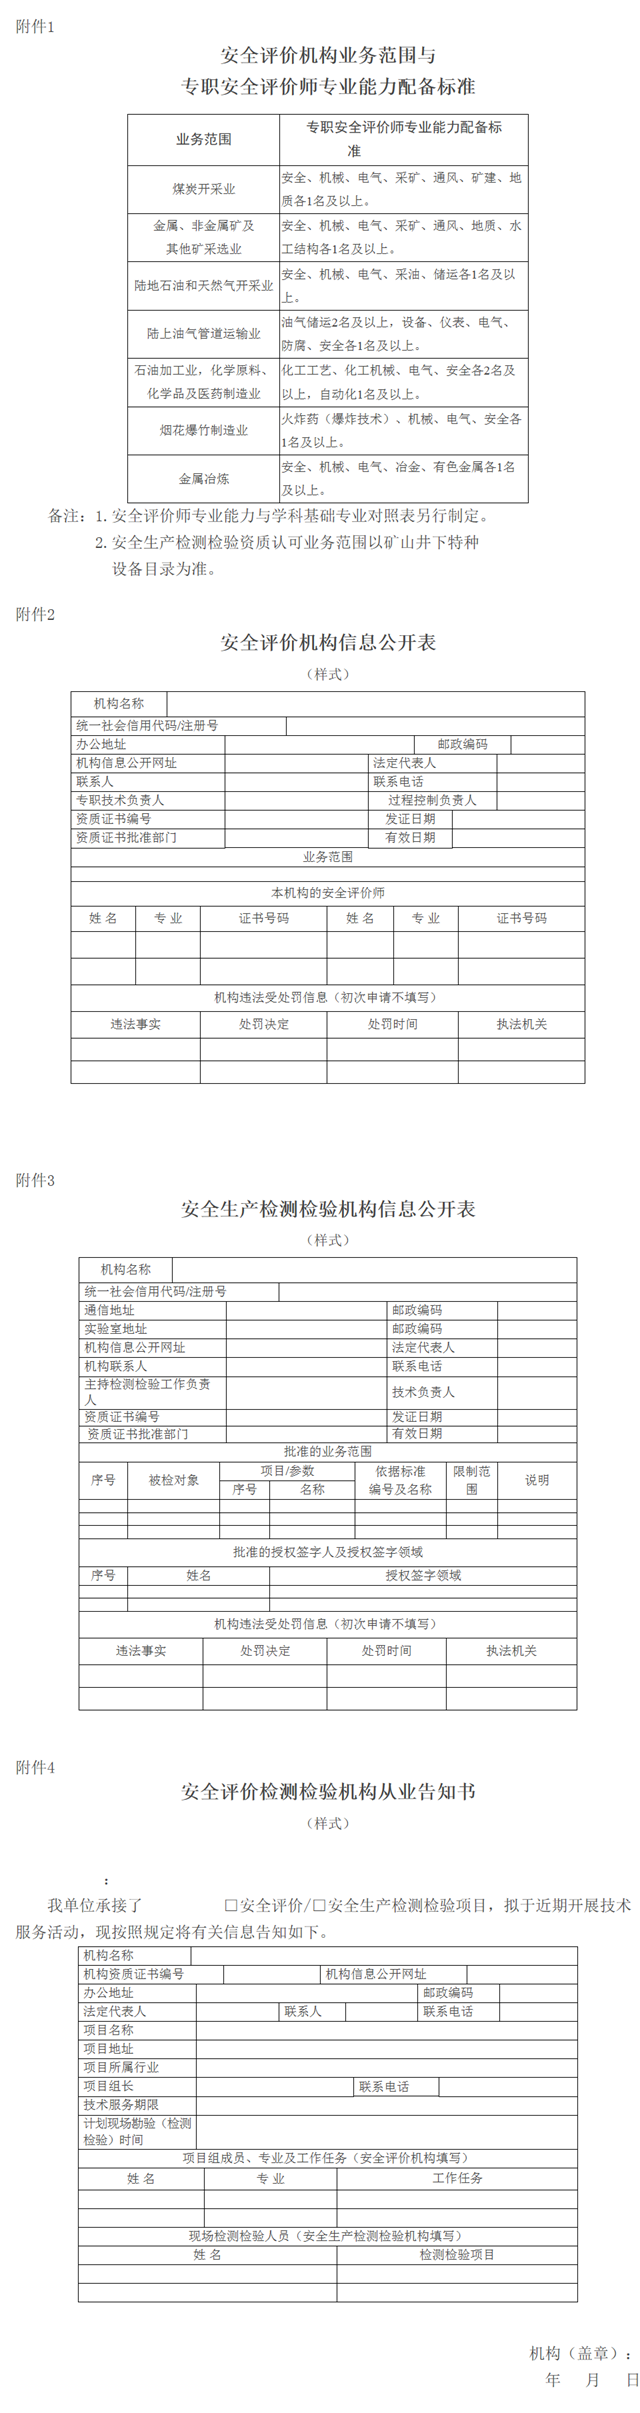 附件1
安全评价机构业务范围与
专职安全评价师专业能力配备标准
业务范围
专职安全评价师专业能力配备标
准
煤炭开采业
安全、机械、电气、采矿、通风、矿建、地
质各1名及以上。
金属、非金属矿及
其他矿采选业
安全、机械、电气、采矿、通风、地质、水
工结构各1名及以上。
陆地石油和天然气开采业
安全、机械、电气、采油、储运各1名及以
上。
陆上油气管道运输业
油气储运2名及以上，设备、仪表、电气、
防腐、安全各1名及以上。
石油加工业，化学原料、
化学品及医药制造业
化工工艺、化工机械、电气、安全各2名及
以上，自动化1名及以上。
烟花爆竹制造业
火炸药（爆炸技术）、机械、电气、安全各
1名及以上。
金属冶炼
安全、机械、电气、冶金、有色金属各1名
及以上。
备注：1.安全评价师专业能力与学科基础专业对照表另行制定。
2.安全生产检测检验资质认可业务范围以矿山井下特种
设备目录为准。
附件2
安全评价机构信息公开表
（样式）
机构名称
统一社会信用代码/注册号
办公地址 邮政编码
机构信息公开网址 法定代表人
联系人 联系电话
专职技术负责人 过程控制负责人
资质证书编号 发证日期
资质证书批准部门 有效日期
业务范围
本机构的安全评价师
姓 名 专 业 证书号码 姓 名 专 业 证书号码
机构违法受处罚信息（初次申请不填写）
违法事实 处罚决定 处罚时间 执法机关
附件3
安全生产检测检验机构信息公开表
（样式）
机构名称
统一社会信用代码/注册号
通信地址 邮政编码
实验室地址 邮政编码
机构信息公开网址 法定代表人
机构联系人 联系电话
主持检测检验工作负责
人
技术负责人
资质证书编号 发证日期
资质证书批准部门 有效日期
批准的业务范围
序号 被检对象 项目/参数 依据标准
编号及名称 限制范
围 说明
序号 名称
批准的授权签字人及授权签字领域
序号 姓名 授权签字领域
机构违法受处罚信息（初次申请不填写）
违法事实 处罚决定 处罚时间 执法机关
附件4
安全评价检测检验机构从业告知书
（样式）
：
我单位承接了 □安全评价/□安全生产检测检验项目，拟于近期开展技术
服务活动，现按照规定将有关信息告知如下。
机构名称
机构资质证书编号 机构信息公开网址
办公地址 邮政编码
法定代表人 联系人 联系电话
项目名称
项目地址
项目所属行业
项目组长 联系电话
技术服务期限
计划现场勘验（检测
检验）时间
项目组成员、专业及工作任务（安全评价机构填写）
姓 名 专 业 工作任务
现场检测检验人员（安全生产检测检验机构填写）
姓 名 检测检验项目
机构（盖章）：
年 月 日